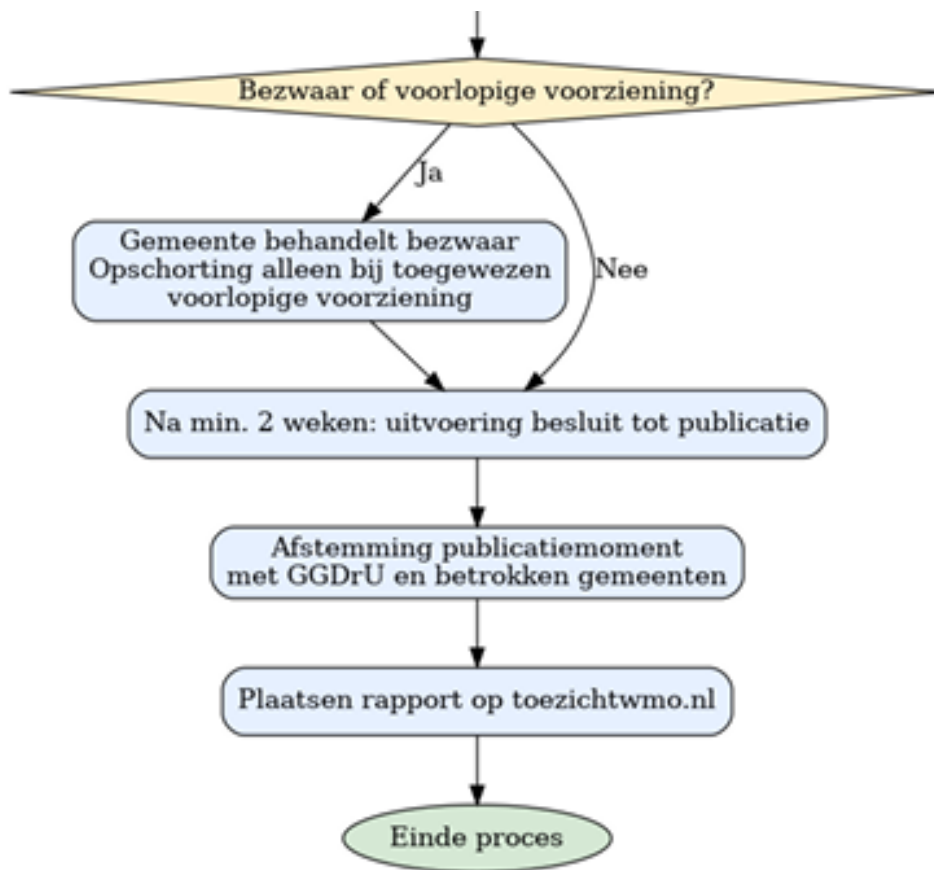 Bezwaar of voorlopige voorziening?
Ja
Gemeente behandelt bezwaar
Opschorting alleen bij toegewezen
voorlopige voorziening
Nee
Na min. 2 weken: uitvoering besluit tot publicatie
Afstemming publicatiemoment
met GGDrU en betrokken gemeenten
Plaatsen rapport op toezichtwmo.nl
Einde proces